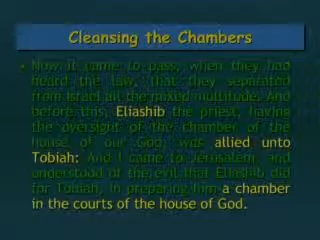 Cleansing the Chambers
• Now it came to pass, when they had
heard the law, that they separated
from Israel all the mixed multitude. And
before this, Eliashib the priest, having
the oversight of the chamber of the
house of our God, was allied unto
Tobiah: And I came to Jerusalem, and
understood of the evil that Eliashib did
for Tobiah, in preparing him a chamber
in the courts of the house of God.